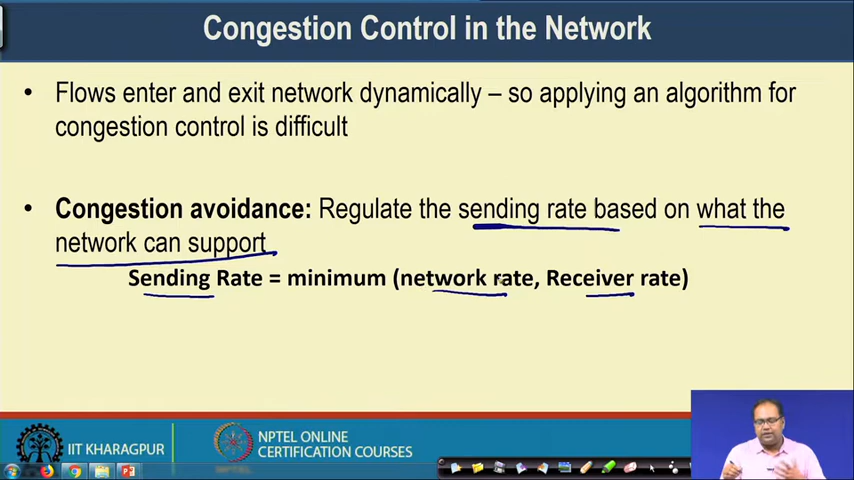 Congestion Control in the Network
• Flows enter and exit network dynamically – so applying an algorithm for
congestion control is difficult
• Congestion avoidance: Regulate the sending rate based on what the
network can support
Sending Rate = minimum (network rate, Receiver rate)
IIT KHARAGPUR
NPTEL ONLINE
CERTIFICATION COURSES
NPTEL